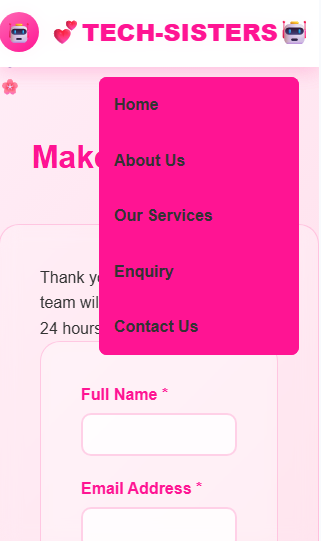 TECH-SISTERS
Home
About Us
Our Services
Enquiry
Contact Us
Make
Thank
team
24 hours
Full Name *
Email Address *